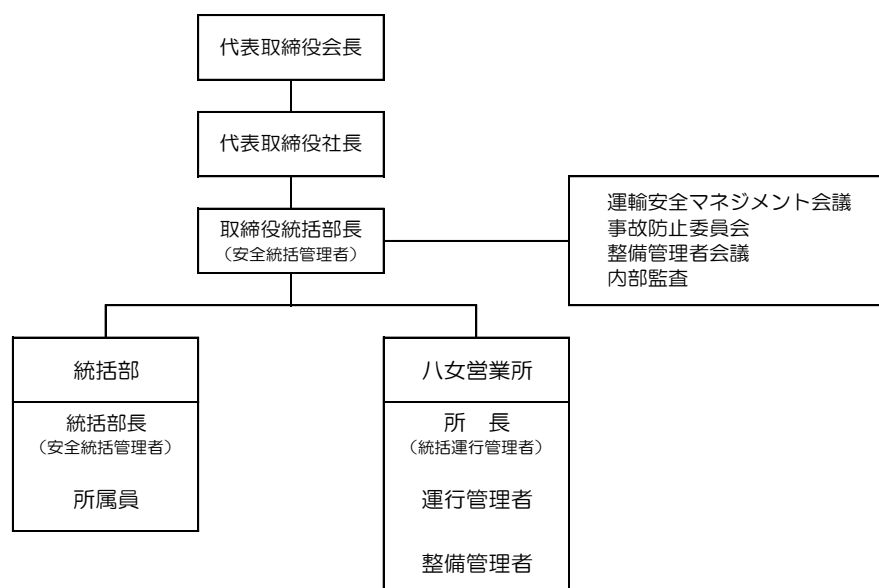 代表取締役会長
代表取締役社長
取締役統括部長
（安全統括管理者）
運輸安全マネジメント会議
事故防止委員会
整備管理者会議
内部監査
統括部
統括部長
（安全統括管理者）
所属員
八女営業所
所　長
（統括運行管理者）
運行管理者
整備管理者